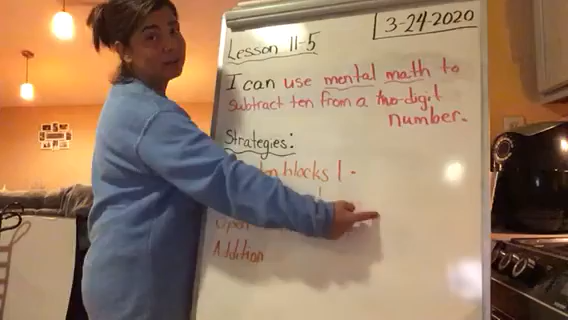 3-24-2020
Lesson 11-5
I can use mental math to
subtract ten from a two-digit
number.
Strategies:
blocks | .
Addition